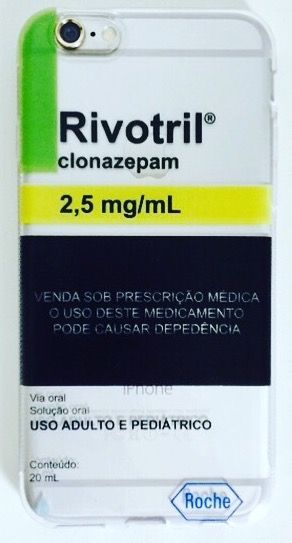 Rivotril®
clonazepam
2,5 mg/mL
VENDA SOB PRESCRIÇÃO MÉDICA
O USO DESTE MEDICAMENTO
PODE CAUSAR DEPEDÊNCIA
iPhone
Via oral
Solução oral
USO ADULTO E PEDIÁTRICO
Conteúdo:
20 mL
Roche